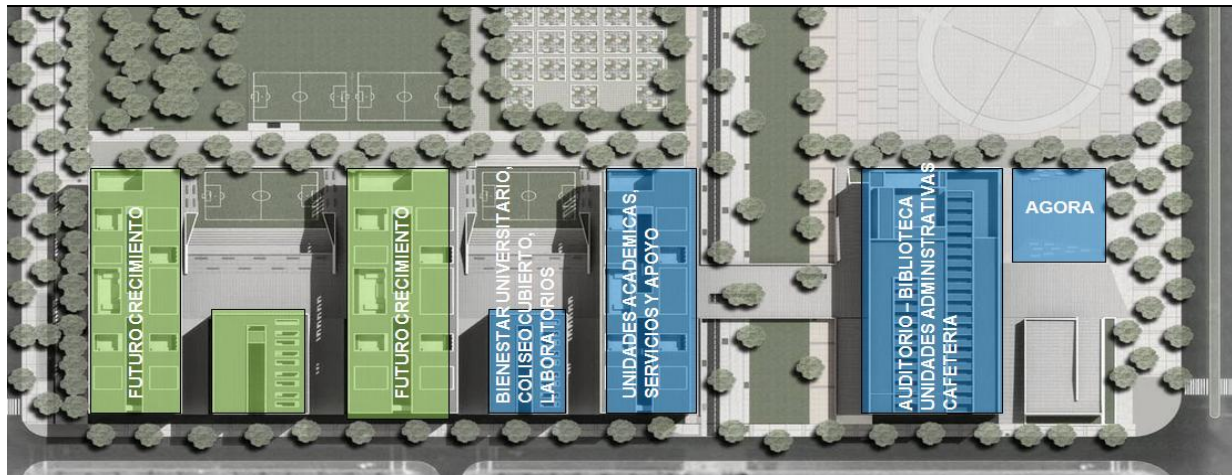 FUTURO CRECIMIENTO
FUTURO CRECIMIENTO
BIENESTAR UNIVERSITARIO,
COLISEO CUBIERTO,
LABORATORIOS
UNIDADES ACADEMICAS,
SERVICIOS Y APOYO
AUDITORIO - BIBLIOTECA
UNIDADES ADMINISTRATIVAS
CAFETERIA
AGORA